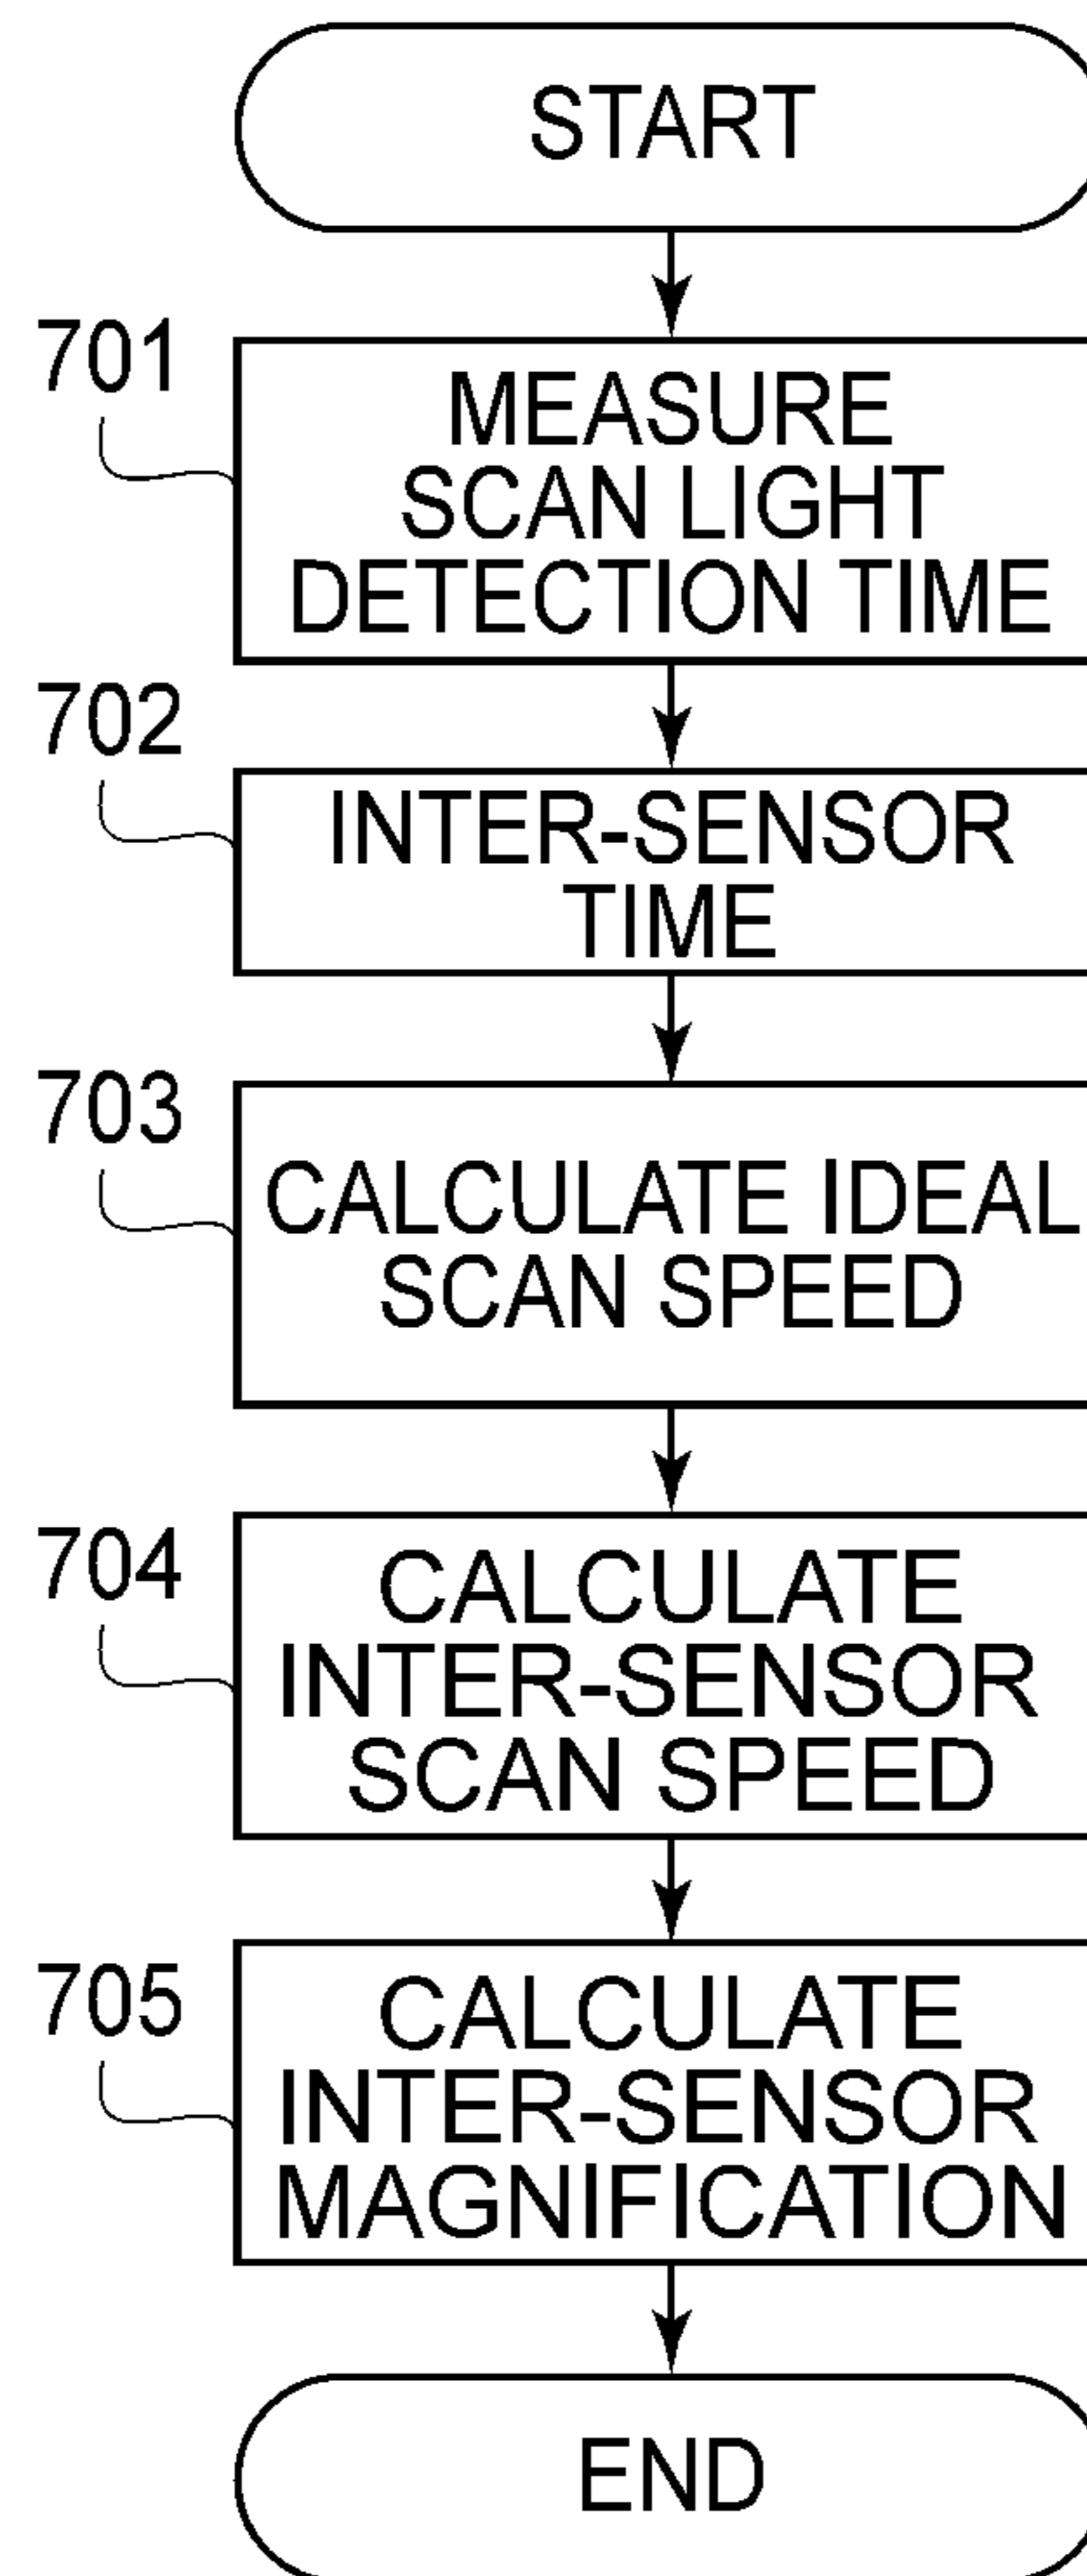 START
701
MEASURE
SCAN LIGHT
DETECTION TIME
702
INTER-SENSOR
TIME
703
CALCULATE IDEAL
SCAN SPEED
704
CALCULATE
INTER-SENSOR
SCAN SPEED
705
CALCULATE
INTER-SENSOR
MAGNIFICATION
END